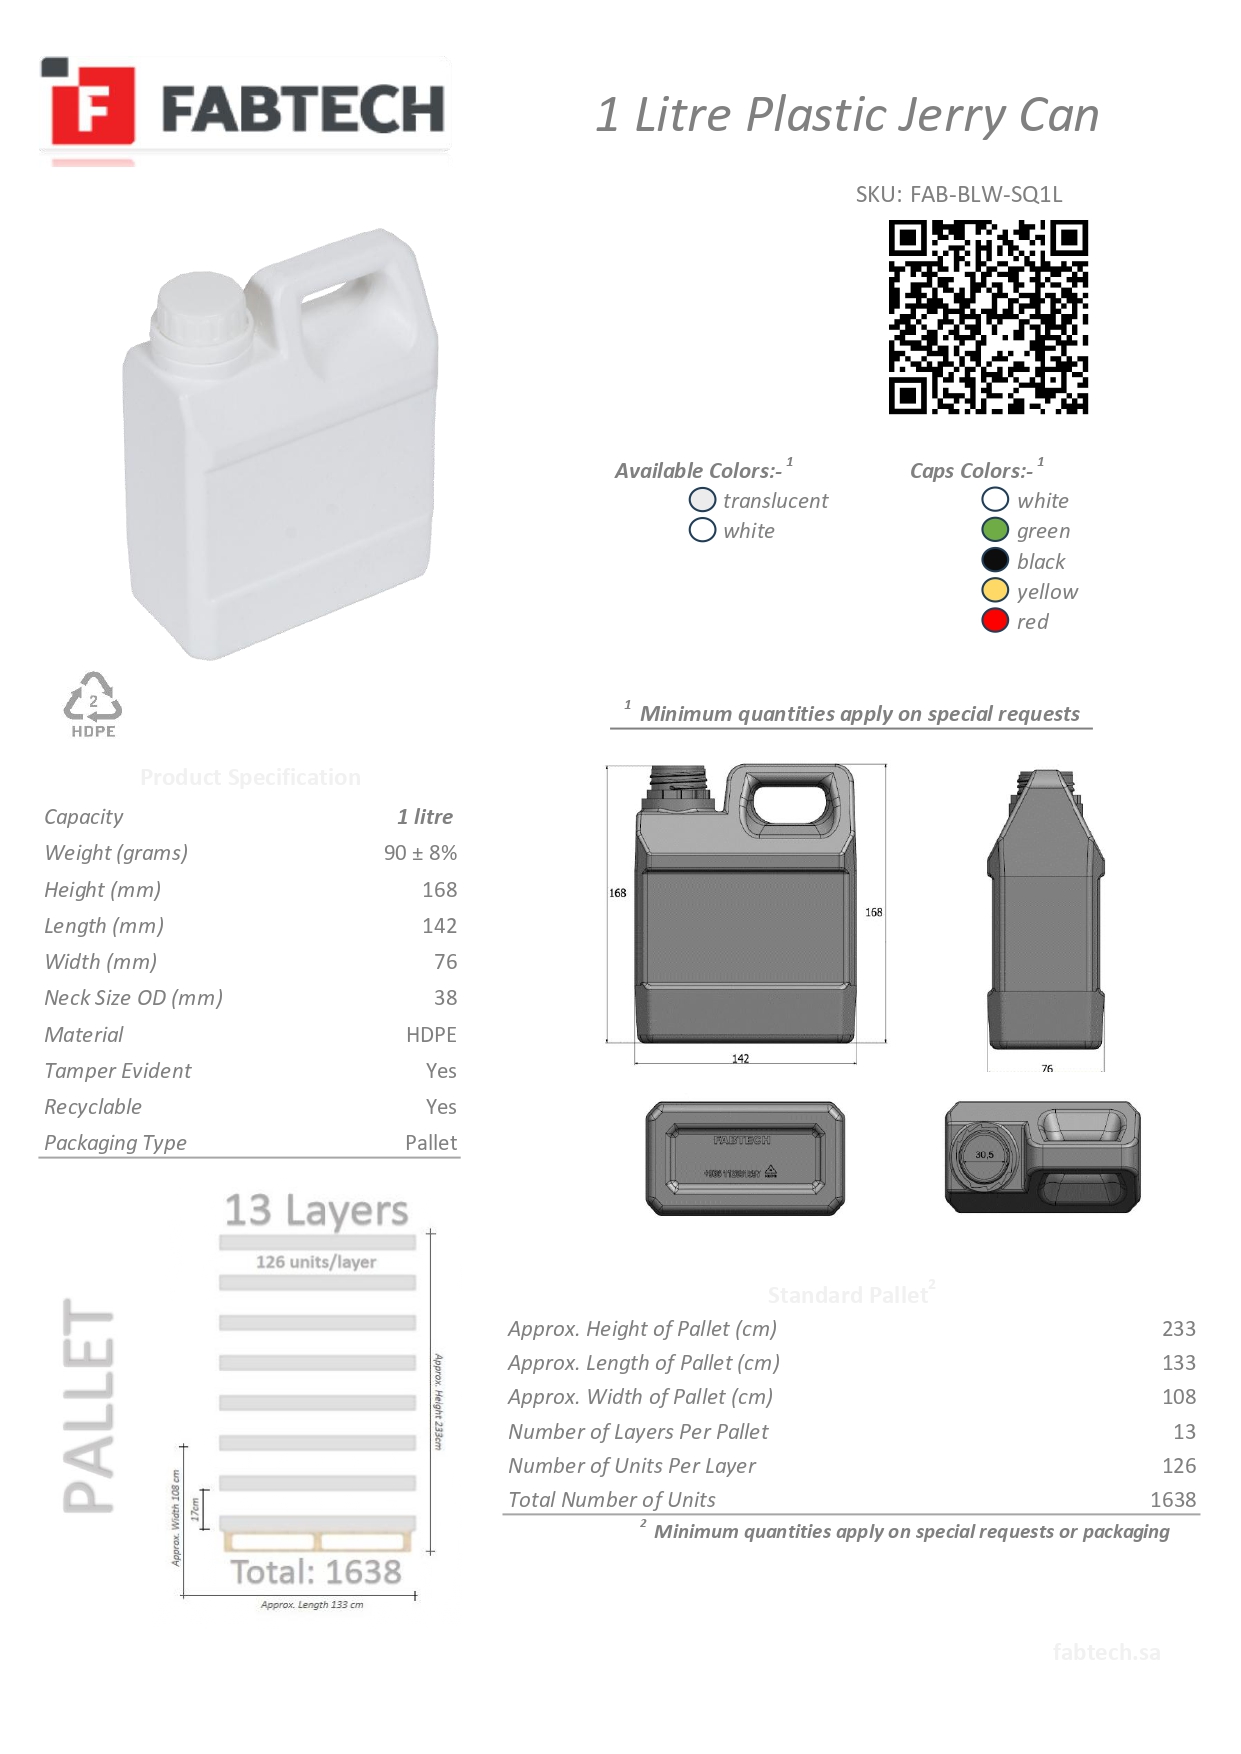 F FABTECH
1 Litre Plastic Jerry Can
SKU: FAB-BLW-SQ1L
Available Colors:- 1
translucent
white
Caps Colors:- 1
white
green
black
yellow
red
2
HDPE
1 Minimum quantities apply on special requests
Product Specification
Capacity 1 litre
Weight (grams) 90 ± 8%
Height (mm) 168
Length (mm) 142
Width (mm) 76
Neck Size OD (mm) 38
Material HDPE
Tamper Evident Yes
Recyclable Yes
Packaging Type Pallet
168
168
142
76
FABTECH
30,5
PALLET
13 Layers
126 units/layer
Approx. Height 233cm
Approx. Width 108 cm
17cm
Total: 1638
Approx. Length 133 cm
Standard Pallet 2
Approx. Height of Pallet (cm) 233
Approx. Length of Pallet (cm) 133
Approx. Width of Pallet (cm) 108
Number of Layers Per Pallet 13
Number of Units Per Layer 126
Total Number of Units 1638
2 Minimum quantities apply on special requests or packaging
fabtech.sa